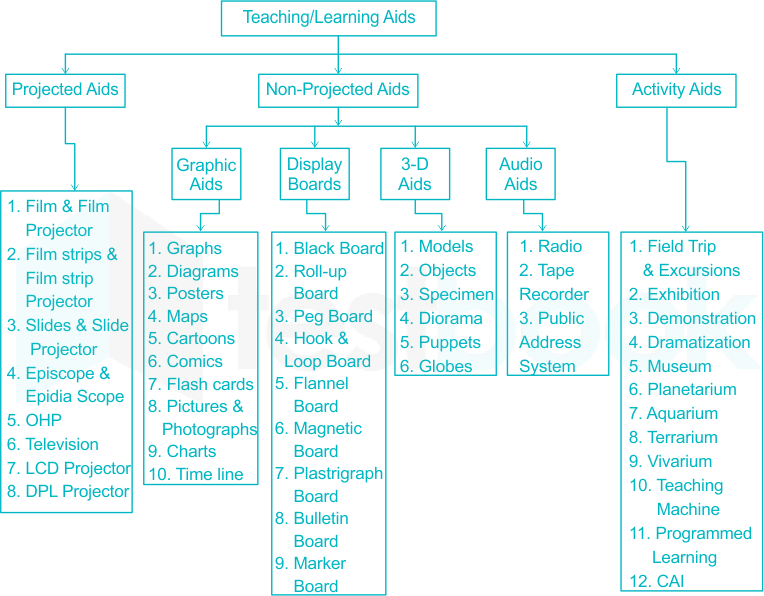 Teaching/Learning Aids
Projected Aids
Non-Projected Aids
Activity Aids
Graphic
Aids
Display
Boards
3-D
Aids
Audio
Aids
1. Film & Film
Projector
2. Film strips &
Film strip
Projector
3. Slides & Slide
Projector
4. Episcope &
Epidia Scope
5. OHP
6. Television
7. LCD Projector
8. DPL Projector
1. Graphs
2. Diagrams
3. Posters
4. Maps
5. Cartoons
6. Comics
7. Flash cards
8. Pictures &
Photographs
9. Charts
10. Time line
1. Black Board
2. Roll-up
Board
3. Peg Board
4. Hook &
Loop Board
5. Flannel
Board
6. Magnetic
Board
7. Plastrigraph
Board
8. Bulletin
Board
9. Marker
Board
1. Models
2. Objects
3. Specimen
4. Diorama
5. Puppets
6. Globes
1. Radio
2. Tape
Recorder
3. Public
Address
System
1. Field Trip
& Excursions
2. Exhibition
3. Demonstration
4. Dramatization
5. Museum
6. Planetarium
7. Aquarium
8. Terrarium
9. Vivarium
10. Teaching
Machine
11. Programmed
Learning
12. CAI
testbook